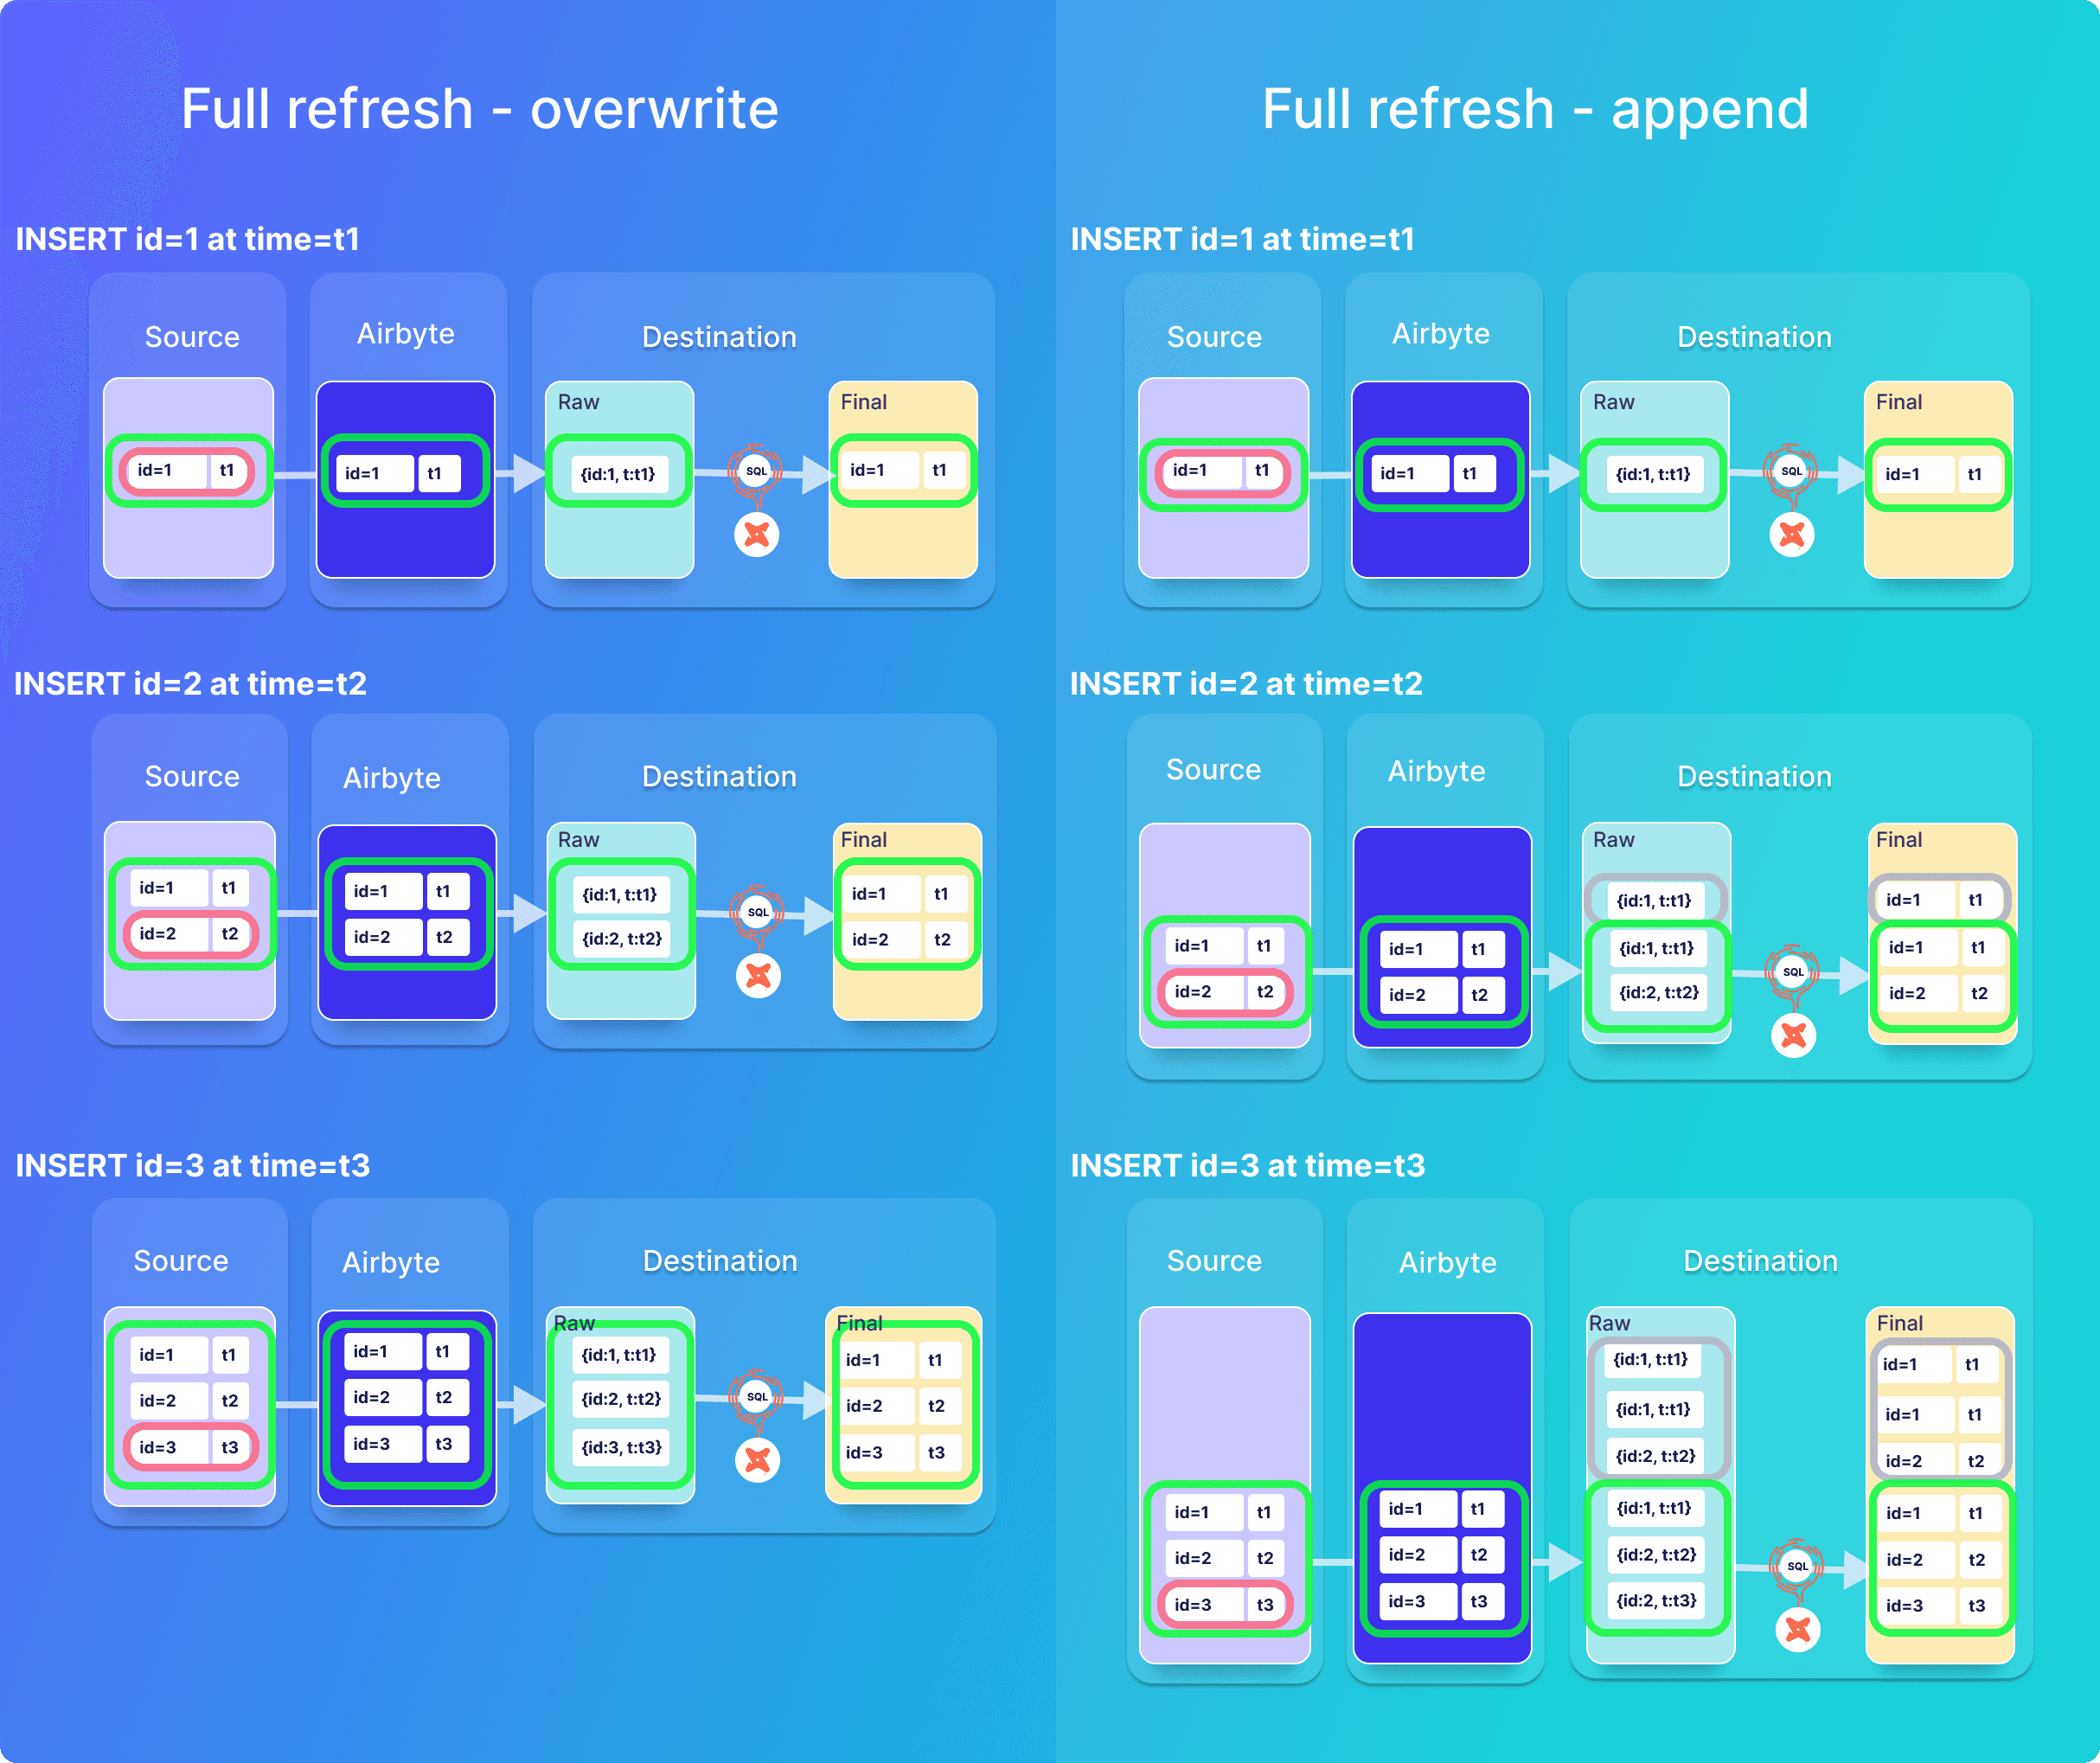 Full refresh - overwrite
INSERT id=1 at time=t1
Source
Airbyte
Destination
Raw
Final
id=1 t1
id=1 t1
{id:1, t:t1}
SQL
id=1 t1
INSERT id=2 at time=t2
Source
Airbyte
Destination
Raw
Final
id=1 t1
id=2 t2
id=1 t1
id=2 t2
{id:1, t:t1}
{id:2, t:t2}
SQL
id=1 t1
id=2 t2
INSERT id=3 at time=t3
Source
Airbyte
Destination
Raw
Final
id=1 t1
id=2 t2
id=3 t3
id=1 t1
id=2 t2
id=3 t3
{id:1, t:t1}
{id:2, t:t2}
{id:3, t:t3}
SQL
id=1 t1
id=2 t2
id=3 t3
Full refresh - append
INSERT id=1 at time=t1
Source
Airbyte
Destination
Raw
Final
id=1 t1
id=1 t1
{id:1, t:t1}
SQL
id=1 t1
INSERT id=2 at time=t2
Source
Airbyte
Destination
Raw
Final
id=1 t1
id=2 t2
id=1 t1
id=2 t2
{id:1, t:t1}
{id:1, t:t1}
{id:2, t:t2}
SQL
id=1 t1
id=1 t1
id=2 t2
INSERT id=3 at time=t3
Source
Airbyte
Destination
Raw
Final
id=1 t1
id=2 t2
id=3 t3
id=1 t1
id=2 t2
id=3 t3
{id:1, t:t1}
{id:1, t:t1}
{id:2, t:t2}
{id:1, t:t1}
{id:2, t:t2}
{id:2, t:t3}
SQL
id=1 t1
id=1 t1
id=2 t2
id=1 t1
id=2 t2
id=3 t3